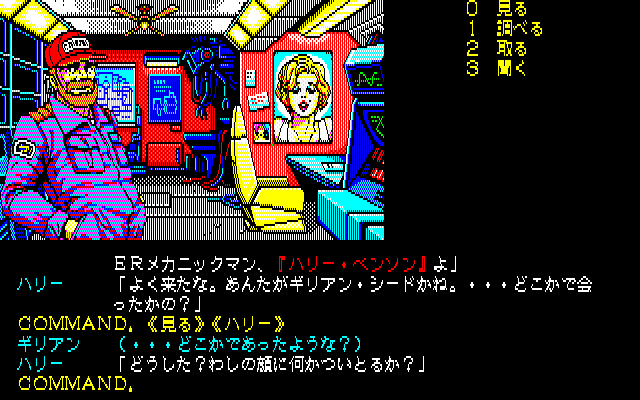 0 見る
1 調べる
2 取る
3 聞く
ERメカニックマン、『ハリー・ベンソン』よ」
ハリー 「よく来たな。あんたがギリアン・シードかね。・・・どこかで会
ったかの?」
COMMAND. 《見る》《ハリー》
ギリアン (・・・どこかであったような?)
ハリー 「どうした?わしの顔に何かついとるか?」
COMMAND.